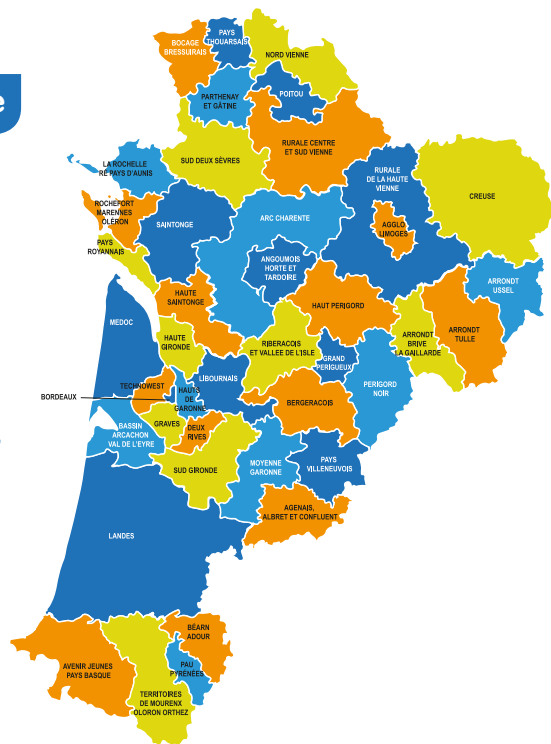 PAYS
THOUARSAIS
BOCAGE
BRESSUIRAIS
NORD VIENNE
e
POITOU
PARTHENAY
ET GÂTINE
RURALE CENTRE
ET SUD VIENNE
SUD DEUX SÈVRES
LA ROCHELLE
RÉ PAYS D'AUNIS
RURALE
DE LA HAUTE
VIENNE
CREUSE
ROCHEFORT
MARENNES
OLÉRON
SAINTONGE
ARC CHARENTE
AGGLO
LIMOGES
PAYS
ROYANNAIS
ANGOUMOIS
HORTE ET
TARDOIRE
ARRONDT
USSEL
HAUTE
SAINTONGE
HAUT PERIGORD
MEDOC
ARRONDT
TULLE
ARRONDT
BRIVE
LA GAILLARDE
HAUTE
GIRONDE
RIBERACOIS
ET VALLEE DE L'ISLE
GRAND
PERIGUEUX
LIBOURNAIS
TECHNOWEST
HAUTS
DE
GARONNE
PERIGORD
NOIR
BORDEAUX
BERGERACOIS
GRAVES
DEUX
RIVES
BASSIN
ARCACHON
VAL DE L'EYRE
SUD GIRONDE
MOYENNE
GARONNE
PAYS
VILLENEUVOIS
AGENAIS,
ALBRET ET CONFLUENT
LANDES
BÉARN
ADOUR
AVENIR JEUNES
PAYS BASQUE
PAU
PYRÉNÉES
TERRITOIRES
DE MOURENX
OLORON ORTHEZ